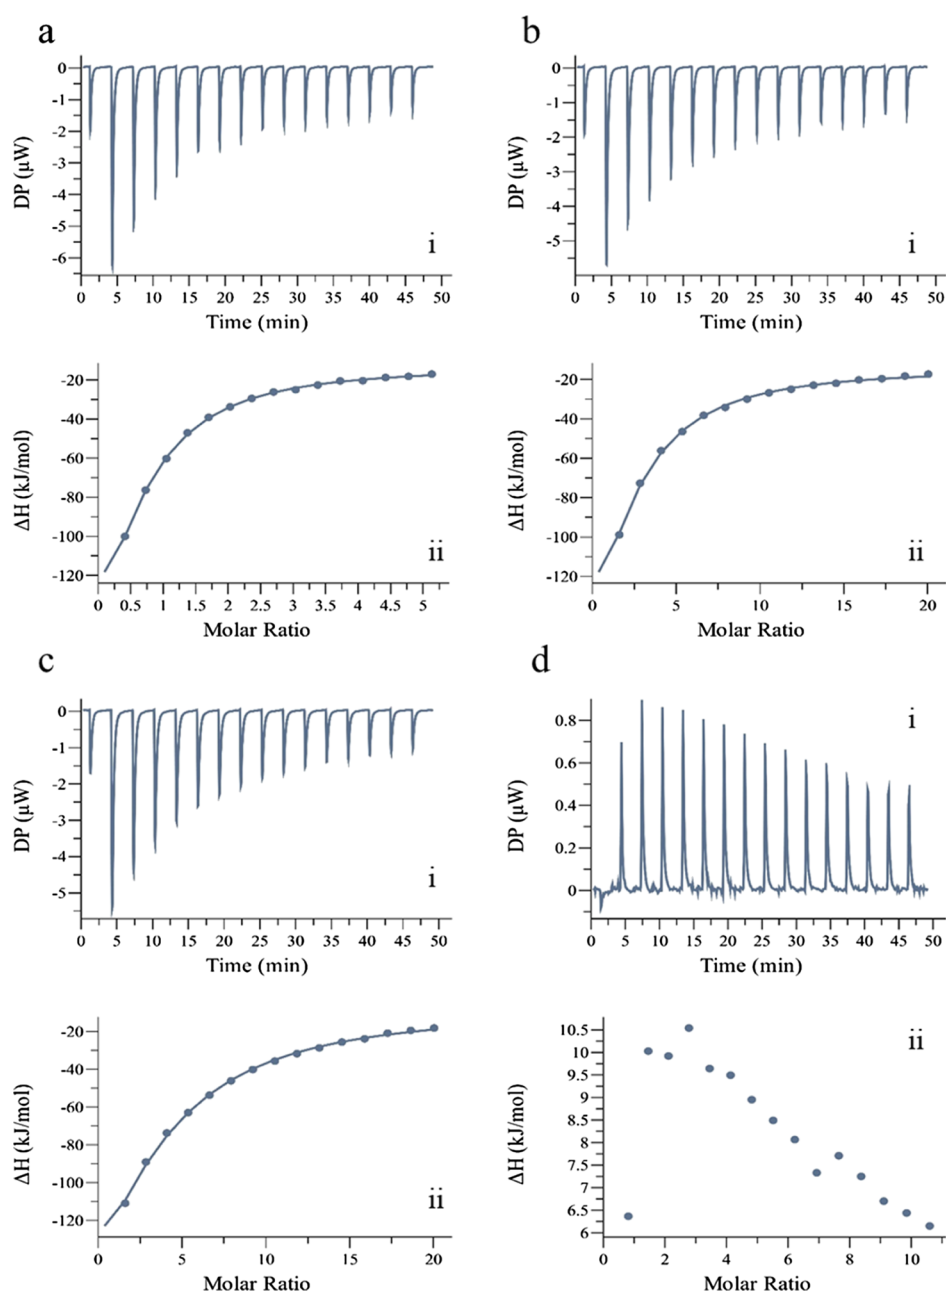 a
0
-1
-2
-3
-4
-5
-6
DP (μW)
i
0 5 10 15 20 25 30 35 40 45 50
Time (min)
-20
-40
-60
-80
-100
-120
ΔH (kJ/mol)
ii
0 0.5 1 1.5 2 2.5 3 3.5 4 4.5 5
Molar Ratio
b
0
-1
-2
-3
-4
-5
DP (μW)
i
0 5 10 15 20 25 30 35 40 45 50
Time (min)
-20
-40
-60
-80
-100
-120
ΔH (kJ/mol)
ii
0 5 10 15 20
Molar Ratio
c
0
-1
-2
-3
-4
-5
DP (μW)
i
0 5 10 15 20 25 30 35 40 45 50
Time (min)
-20
-40
-60
-80
-100
-120
ΔH (kJ/mol)
ii
0 5 10 15 20
Molar Ratio
d
0.8
0.6
0.4
0.2
0
DP (μW)
i
0 5 10 15 20 25 30 35 40 45 50
Time (min)
10.5
10
9.5
9
8.5
8
7.5
7
6.5
6
ΔH (kJ/mol)
ii
0 2 4 6 8 10
Molar Ratio